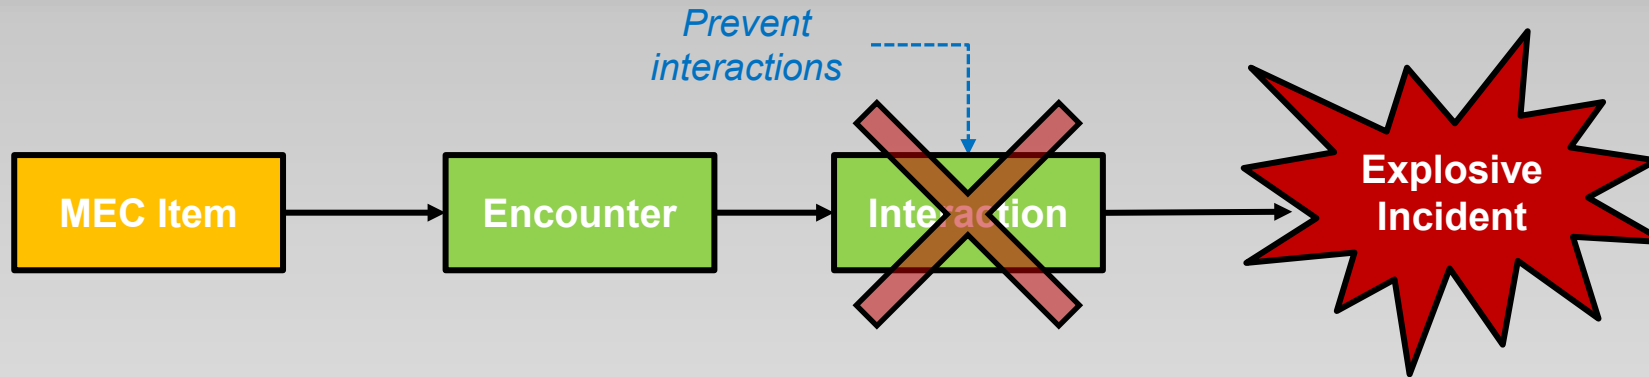 Prevent
interactions
MEC Item
Encounter
Interaction
Explosive
Incident